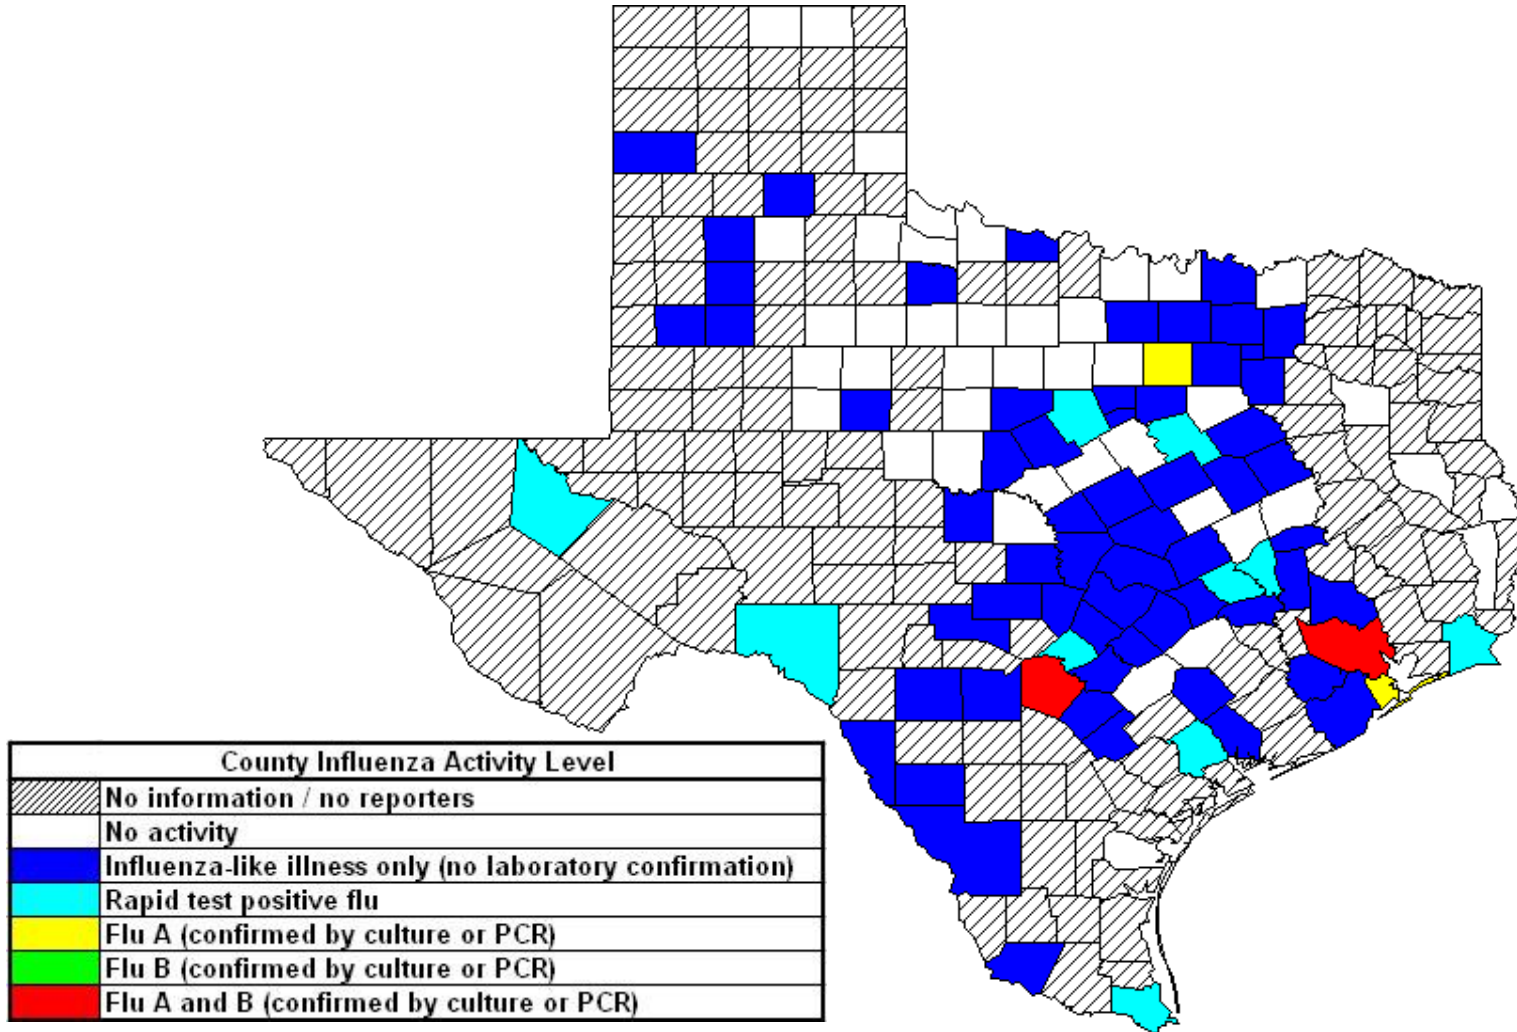 County Influenza Activity Level
No information / no reporters
No activity
Influenza-like illness only (no laboratory confirmation)
Rapid test positive flu
Flu A (confirmed by culture or PCR)
Flu B (confirmed by culture or PCR)
Flu A and B (confirmed by culture or PCR)